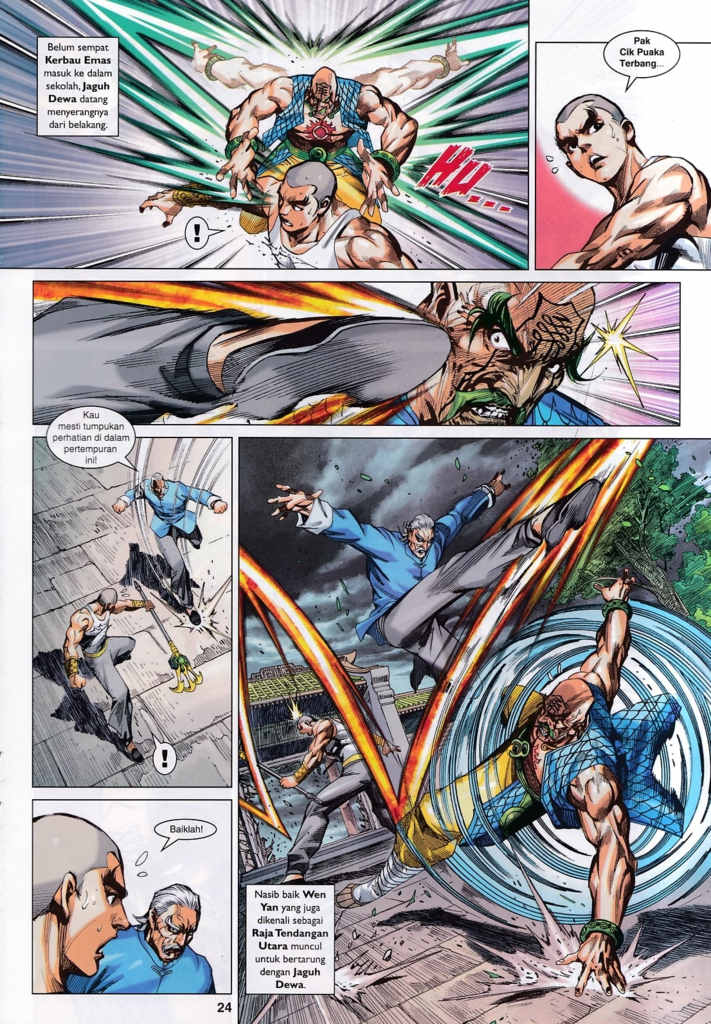 Belum sempat
Kerbau Emas
masuk ke dalam
sekolah, Jaguh
Dewa datang
menyerangnya
dari belakang.
!
HU...
Pak
Cik Puaka
Terbang...
Kau
mesti tumpukan
perhatian di dalam
pertempuran
ini!
!
Baiklah!
Nasib baik Wen
Yan yang juga
dikenali sebagai
Raja Tendangan
Utara muncul
untuk bertarung
dengan Jaguh
Dewa.
24